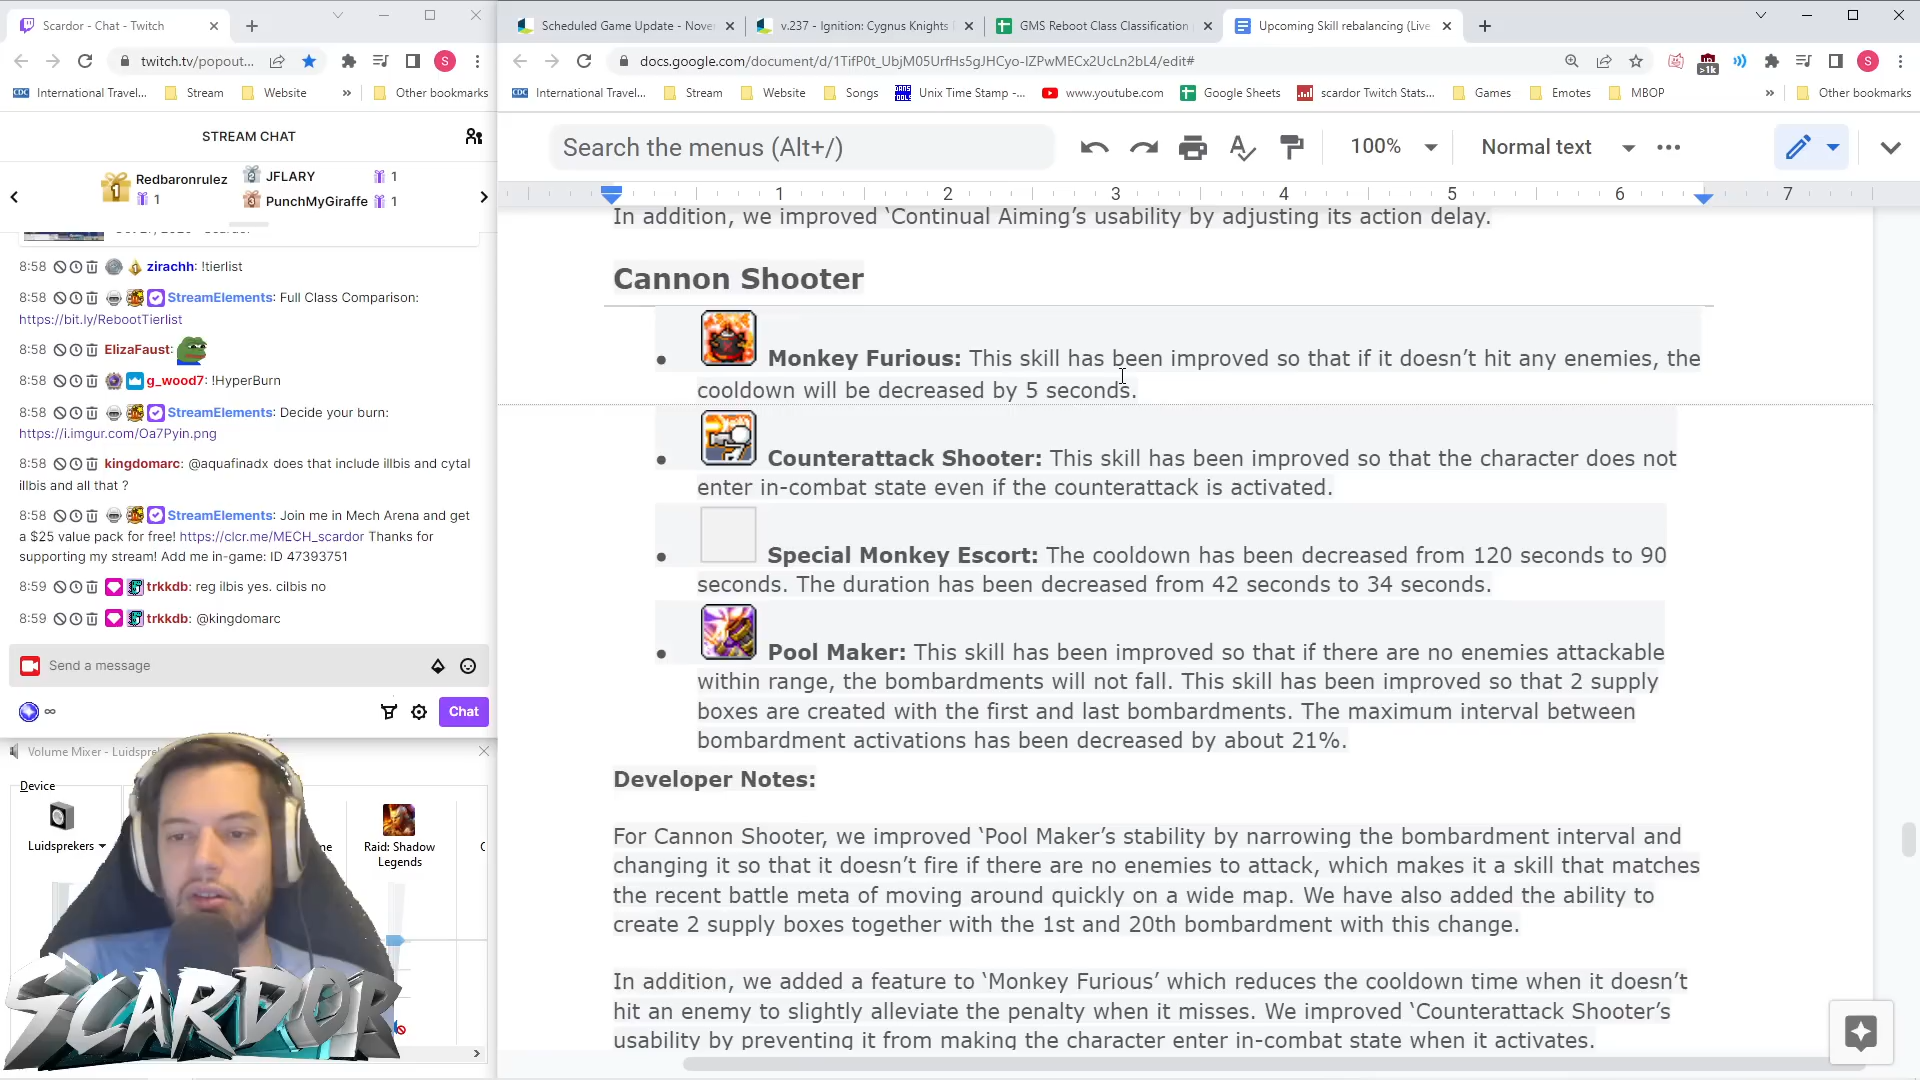 Scardor - Chat - Twitch
Scheduled Game Update - Nove
v.237 - Ignition: Cygnus Knights
GMS Reboot Class Classification
Upcoming Skill rebalancing (Live
twitch.tv/popout...
S
docs.google.com/document/d/1TifP0t_UbjM05UrfHs5gJHCyo-IZPwMECx2UcLn2bL4/edit#
>1k
S
CDC International Travel...
Stream
Website
»
Other bookmarks
CDC International Travel...
Stream
Website
Songs
Unix Time Stamp -...
www.youtube.com
Google Sheets
scardor Twitch Stats...
Games
Emotes
MBOP
»
Other bookmarks
STREAM CHAT
Redbaronrulez
1
JFLARY 1
PunchMyGiraffe 1
8:58 zirachh: !tierlist
8:58 StreamElements: Full Class Comparison:
https://bit.ly/RebootTierlist
8:58 ElizaFaust:
8:58 g_wood7: !HyperBurn
8:58 StreamElements: Decide your burn:
https://i.imgur.com/Oa7Pyin.png
8:58 kingdomarc: @aquafinadx does that include illbis and cytal
illbis and all that ?
8:58 StreamElements: Join me in Mech Arena and get
a $25 value pack for free! https://clcr.me/MECH_scardor Thanks for
supporting my stream! Add me in-game: ID 47393751
8:59 trkkdb: reg ilbis yes. cilbis no
8:59 trkkdb: @kingdomarc
Send a message
∞
Chat
Volume Mixer - Luidspreke
Device
Luidsprekers
Raid: Shadow
Legends
SCARDOR
Search the menus (Alt+/)
100%
Normal text
1 2 3 4 5 6 7
In addition, we improved ‘Continual Aiming’s usability by adjusting its action delay.
Cannon Shooter
● Monkey Furious: This skill has been improved so that if it doesn’t hit any enemies, the
cooldown will be decreased by 5 seconds.
● Counterattack Shooter: This skill has been improved so that the character does not
enter in-combat state even if the counterattack is activated.
● Special Monkey Escort: The cooldown has been decreased from 120 seconds to 90
seconds. The duration has been decreased from 42 seconds to 34 seconds.
● Pool Maker: This skill has been improved so that if there are no enemies attackable
within range, the bombardments will not fall. This skill has been improved so that 2 supply
boxes are created with the first and last bombardments. The maximum interval between
bombardment activations has been decreased by about 21%.
Developer Notes:
For Cannon Shooter, we improved ‘Pool Maker’s stability by narrowing the bombardment interval and
changing it so that it doesn’t fire if there are no enemies to attack, which makes it a skill that matches
the recent battle meta of moving around quickly on a wide map. We have also added the ability to
create 2 supply boxes together with the 1st and 20th bombardment with this change.
In addition, we added a feature to ‘Monkey Furious’ which reduces the cooldown time when it doesn’t
hit an enemy to slightly alleviate the penalty when it misses. We improved ‘Counterattack Shooter’s
usability by preventing it from making the character enter in-combat state when it activates.